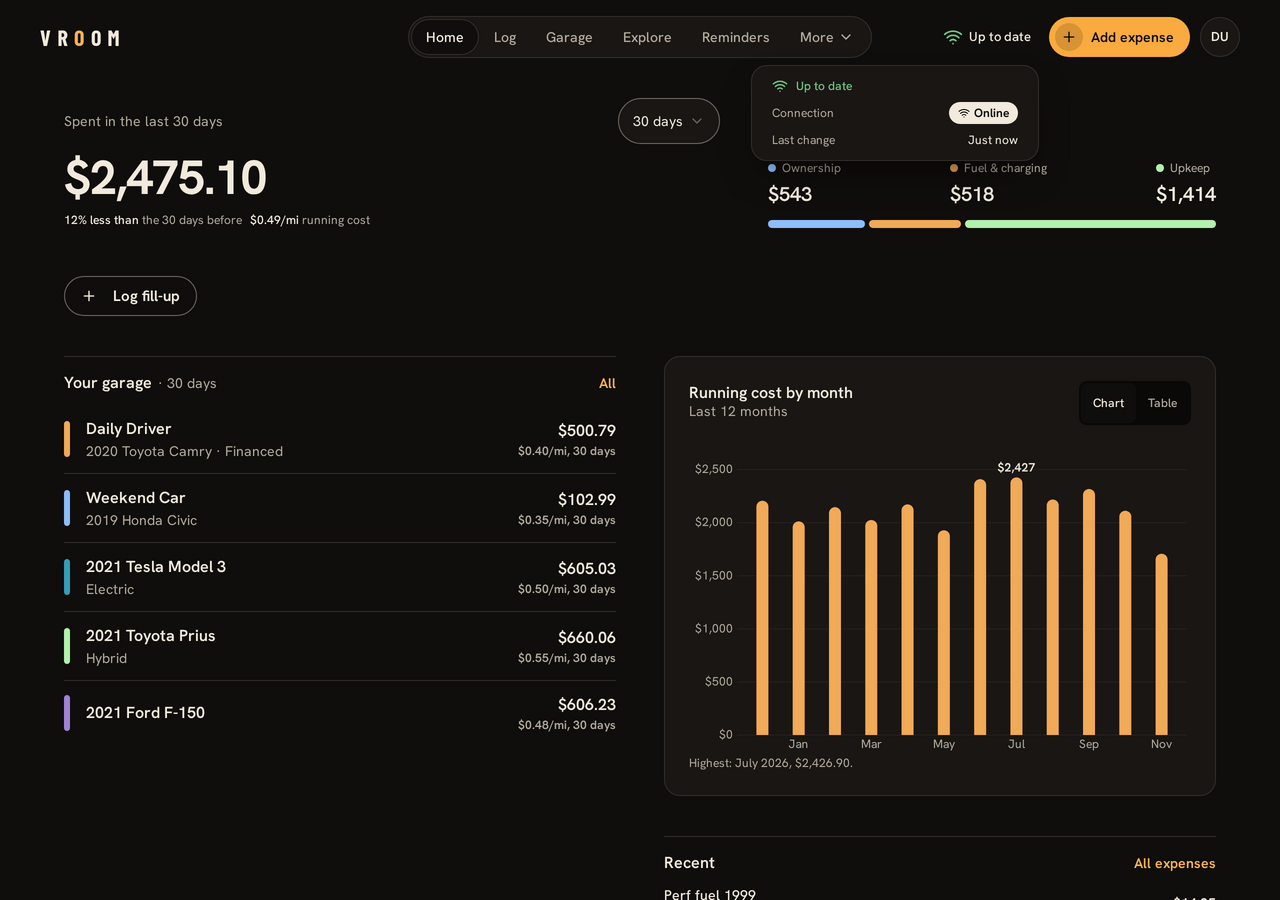 VROOM
Home Log Garage Explore Reminders More
Up to date
Add expense
DU
Up to date
Connection Online
Last change Just now
Spent in the last 30 days
30 days
$2,475.10
12% less than the 30 days before $0.49/mi running cost
Ownership Fuel & charging Upkeep
$543 $518 $1,414
Log fill-up
Your garage · 30 days All
Daily Driver $500.79
2020 Toyota Camry · Financed $0.40/mi, 30 days
Weekend Car $102.99
2019 Honda Civic $0.35/mi, 30 days
2021 Tesla Model 3 $605.03
Electric $0.50/mi, 30 days
2021 Toyota Prius $660.06
Hybrid $0.55/mi, 30 days
2021 Ford F-150 $606.23
$0.48/mi, 30 days
Running cost by month
Last 12 months
Chart Table
$2,427
$2,500
$2,000
$1,500
$1,000
$500
$0
Jan Mar May Jul Sep Nov
Highest: July 2026, $2,426.90.
Recent All expenses
Perf fuel 1999